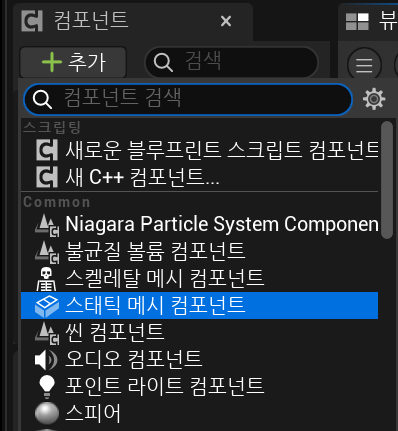 컴포넌트
뷰
추가
검색
컴포넌트 검색
스크립팅
새로운 블루프린트 스크립트 컴포넌트
새 C++ 컴포넌트...
Common
Niagara Particle System Componen
불균질 볼륨 컴포넌트
스켈레탈 메시 컴포넌트
스태틱 메시 컴포넌트
씬 컴포넌트
오디오 컴포넌트
포인트 라이트 컴포넌트
스피어